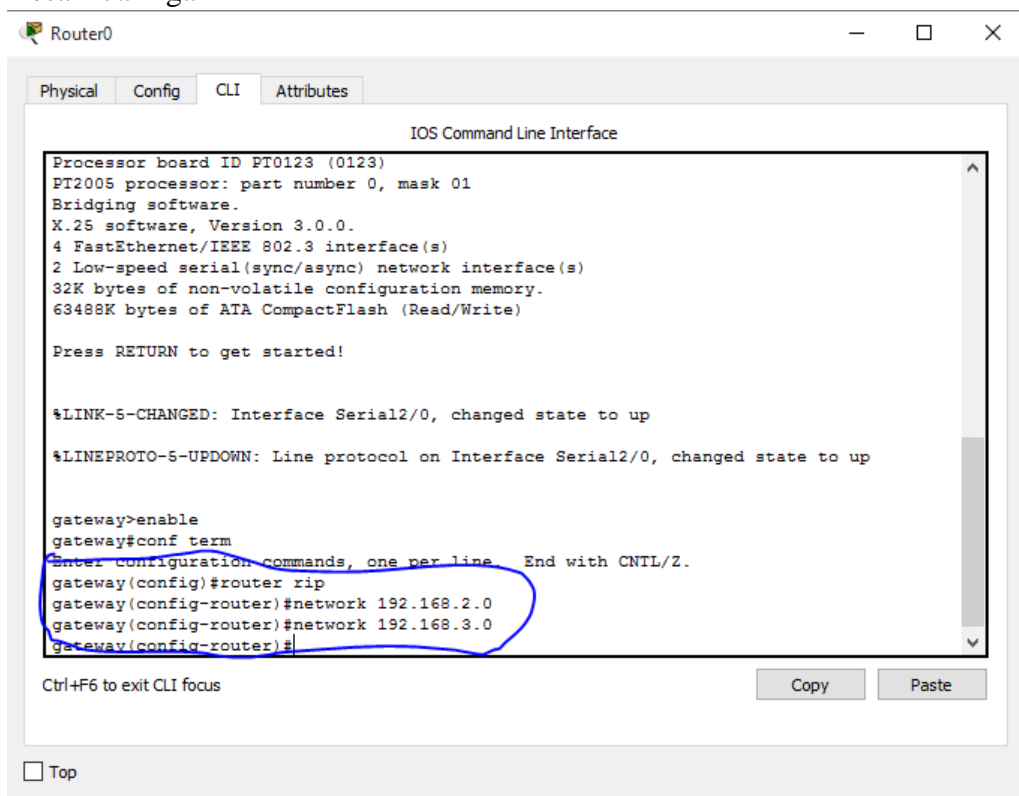 Router0
Physical Config CLI Attributes
IOS Command Line Interface
Processor board ID PT0123 (0123)
PT2005 processor: part number 0, mask 01
Bridging software.
X.25 software, Version 3.0.0.
4 FastEthernet/IEEE 802.3 interface(s)
2 Low-speed serial(sync/async) network interface(s)
32K bytes of non-volatile configuration memory.
63488K bytes of ATA CompactFlash (Read/Write)
Press RETURN to get started!
%LINK-5-CHANGED: Interface Serial2/0, changed state to up
%LINEPROTO-5-UPDOWN: Line protocol on Interface Serial2/0, changed state to up
gateway>enable
gateway#conf term
Enter configuration commands, one per line. End with CNTL/Z.
gateway(config)#router rip
gateway(config-router)#network 192.168.2.0
gateway(config-router)#network 192.168.3.0
gateway(config-router)#
Ctrl+F6 to exit CLI focus
Copy Paste
Top